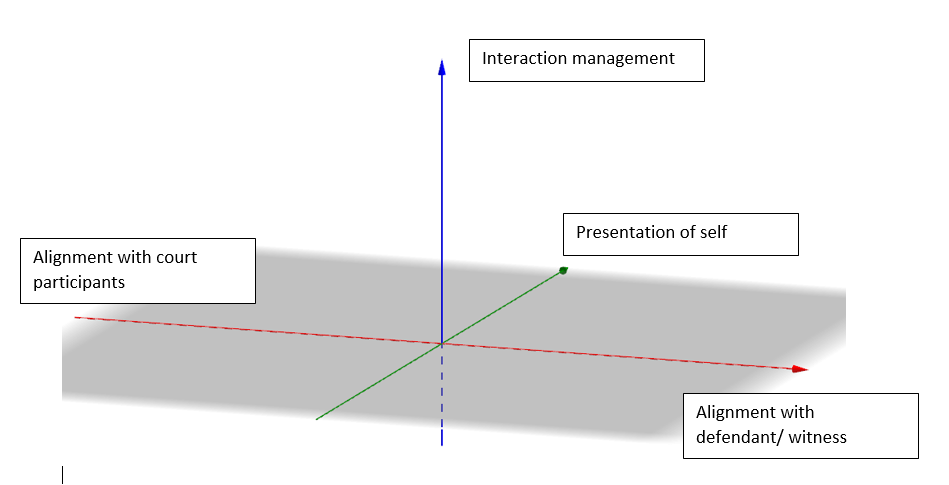 Interaction management
Presentation of self
Alignment with court
participants
Alignment with
defendant/ witness